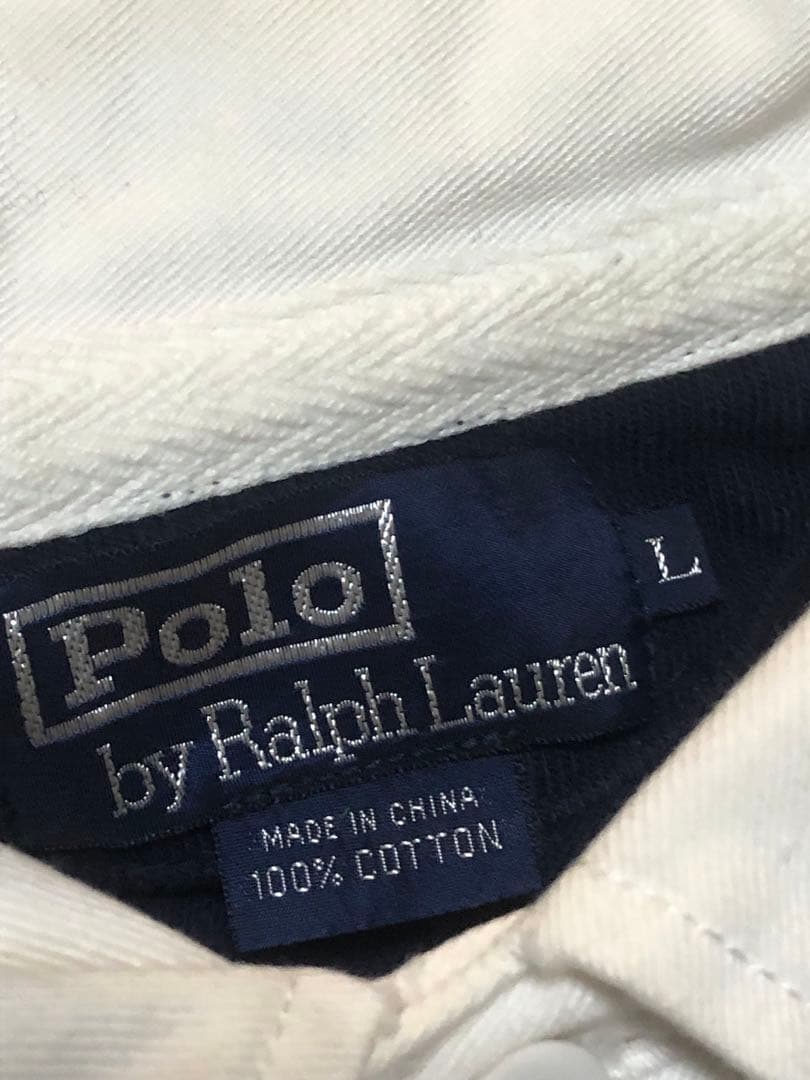 Polo
by Ralph Lauren
L
MADE IN CHINA
100% COTTON